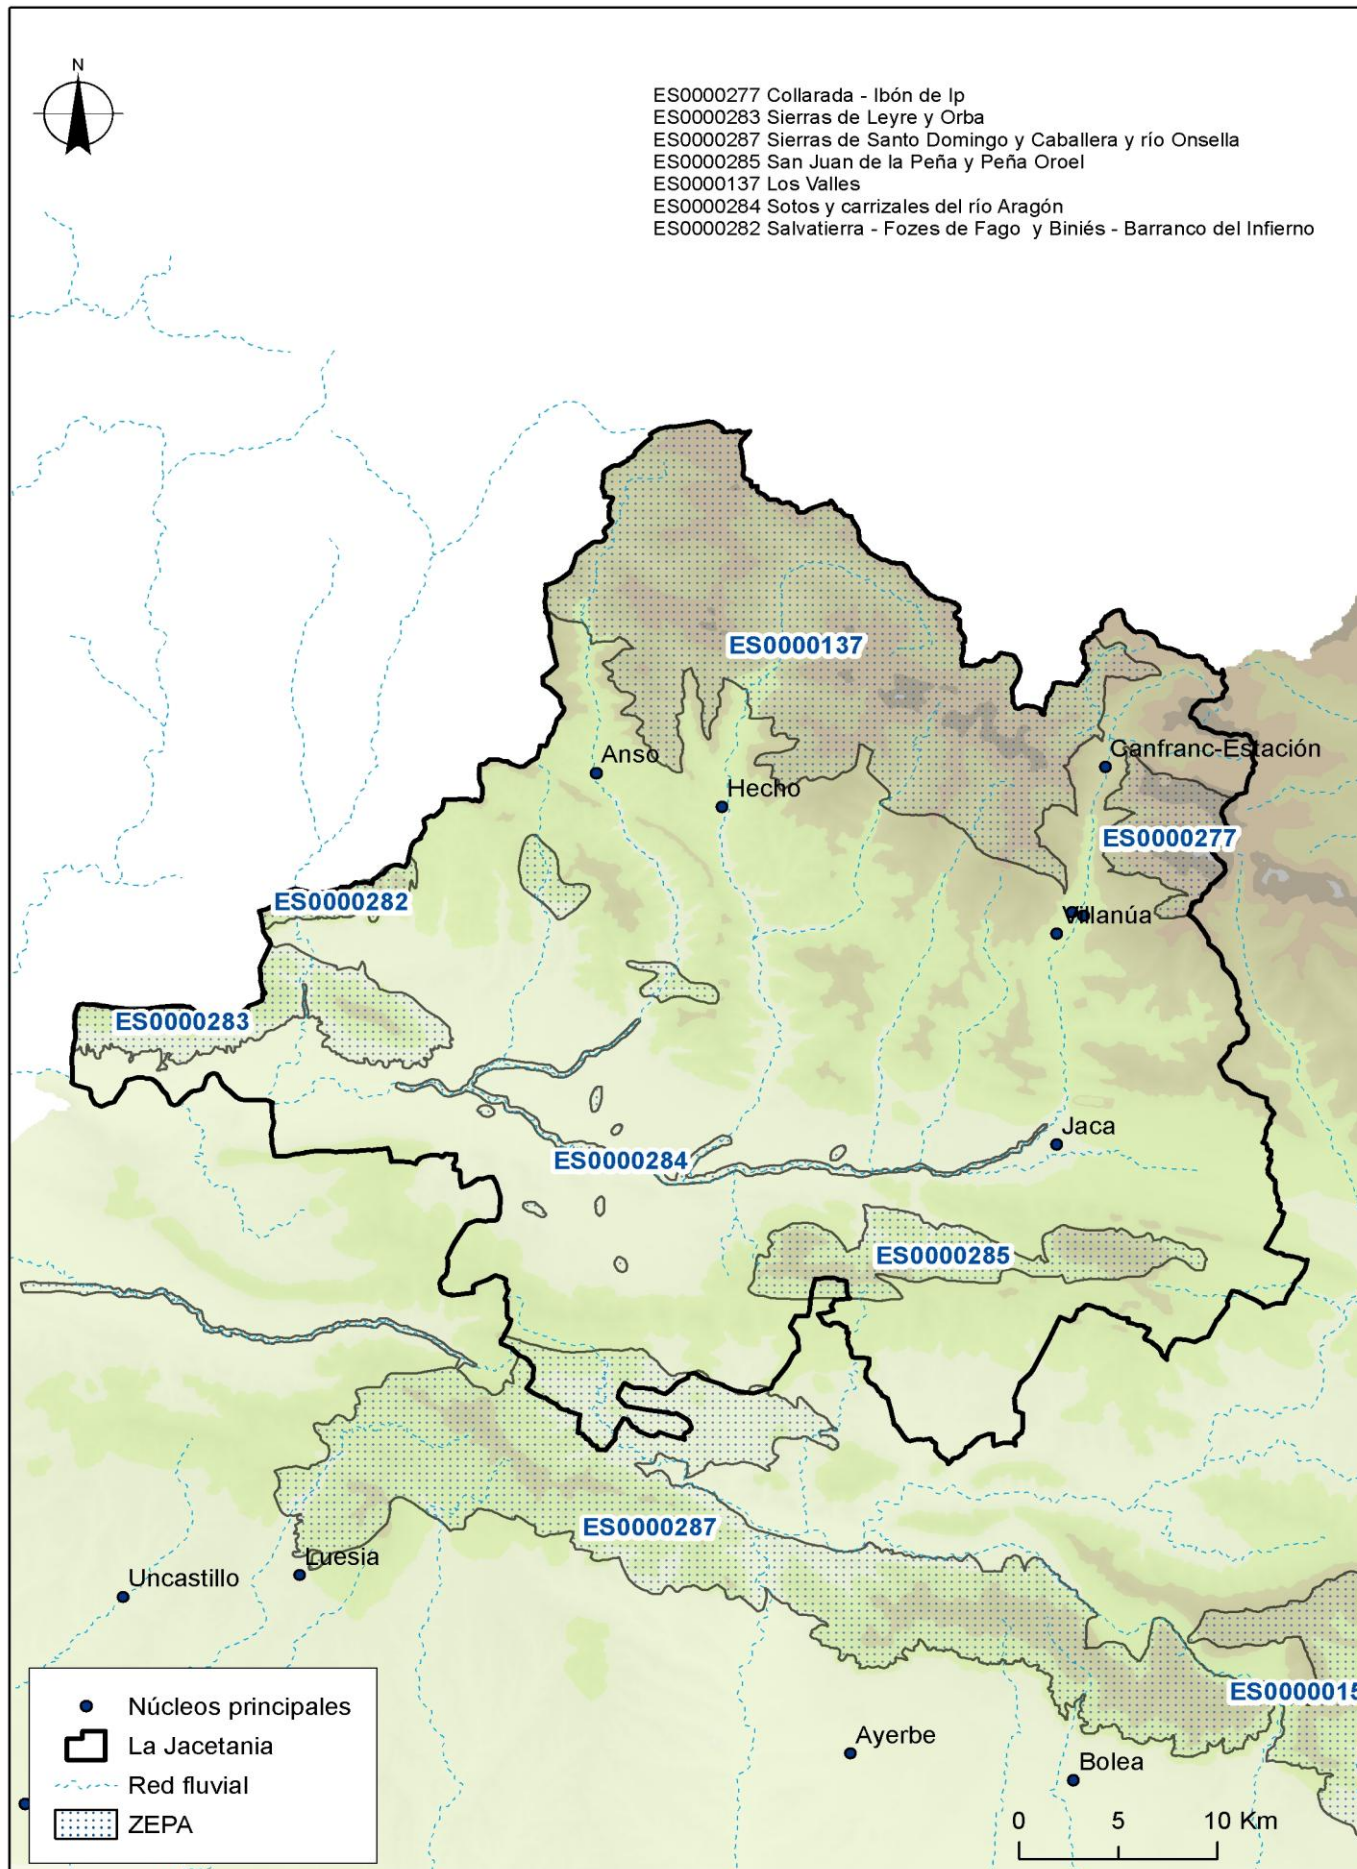 N
ES0000277 Collarada - Ibón de Ip
ES0000283 Sierras de Leyre y Orba
ES0000287 Sierras de Santo Domingo y Caballera y río Onsella
ES0000285 San Juan de la Peña y Peña Oroel
ES0000137 Los Valles
ES0000284 Sotos y carrizales del río Aragón
ES0000282 Salvatierra - Fozes de Fago y Biniés - Barranco del Infierno
ES0000137
Canfranc-Estación
Anso
Hecho
ES0000277
ES0000282
Villanúa
ES0000283
Jaca
ES0000284
ES0000285
ES0000287
Luesia
Uncastillo
ES0000015
Núcleos principales
La Jacetania
Red fluvial
ZEPA
Ayerbe
Bolea
0 5 10 Km